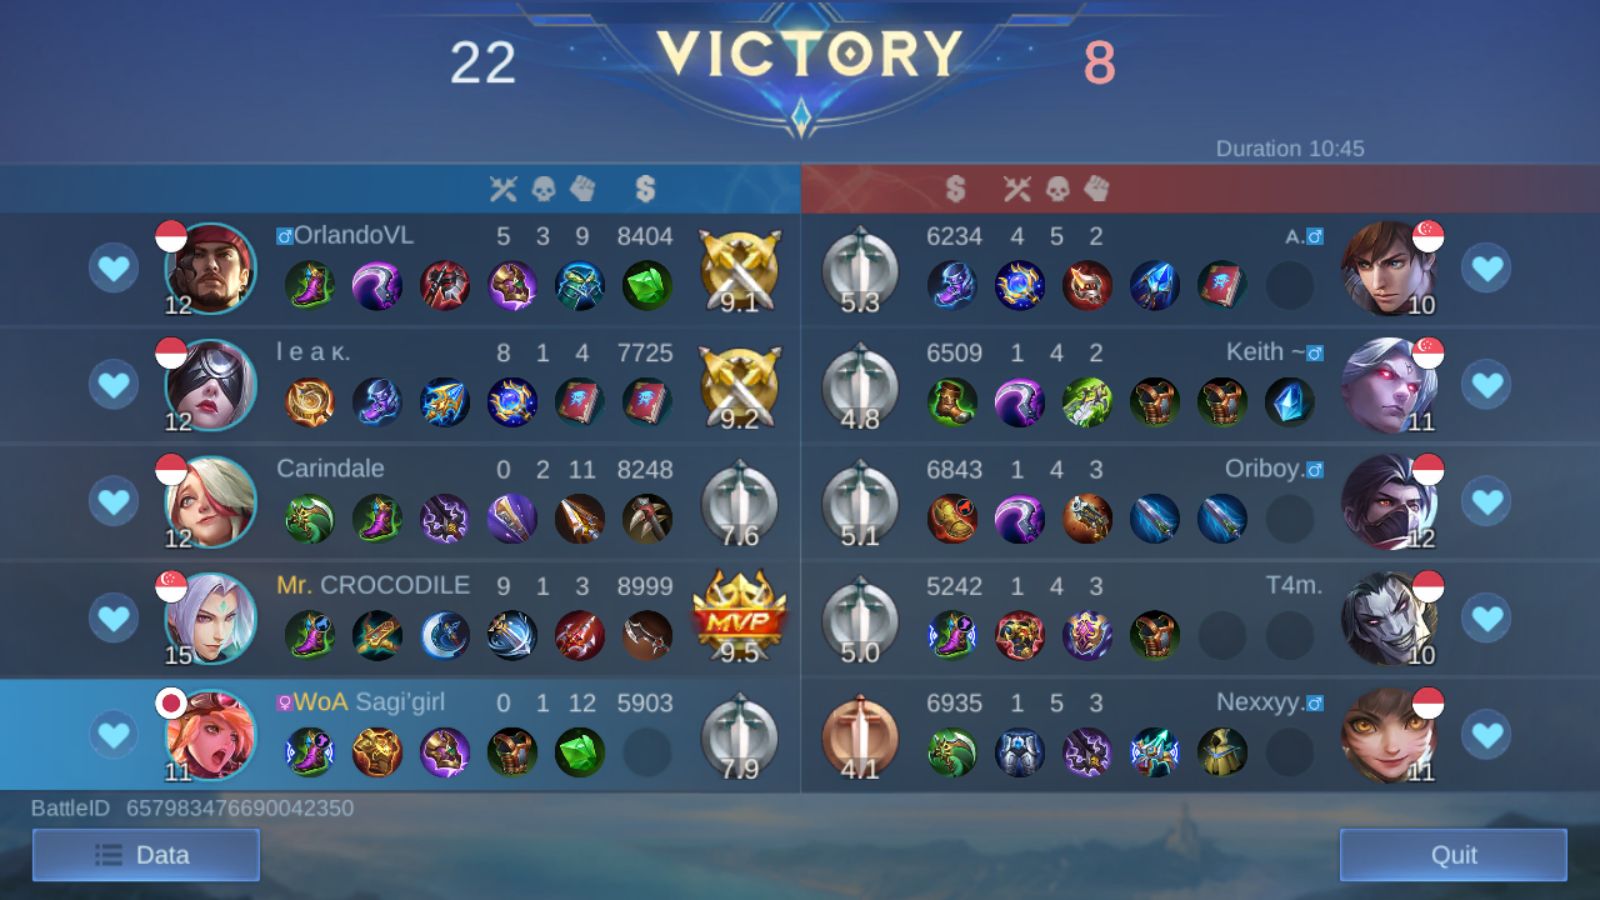 22 VICTORY 8
Duration 10:45
OrlandoVL 5 3 9 8404
12 9.1
6234 4 5 2 A.
5.3 10
l e a ĸ. 8 1 4 7725
12 9.2
6509 1 4 2 Keith ~
4.8 11
Carindale 0 2 11 8248
12 7.6
6843 1 4 3 Oriboy.
5.1 12
Mr. CROCODILE 9 1 3 8999
MVP
15 9.5
5242 1 4 3 T4m.
5.0 10
WoA Sagi'girl 0 1 12 5903
11 7.9
6935 1 5 3 Nexxyy.
4.1 11
BattleID 657983476690042350
Data
Quit